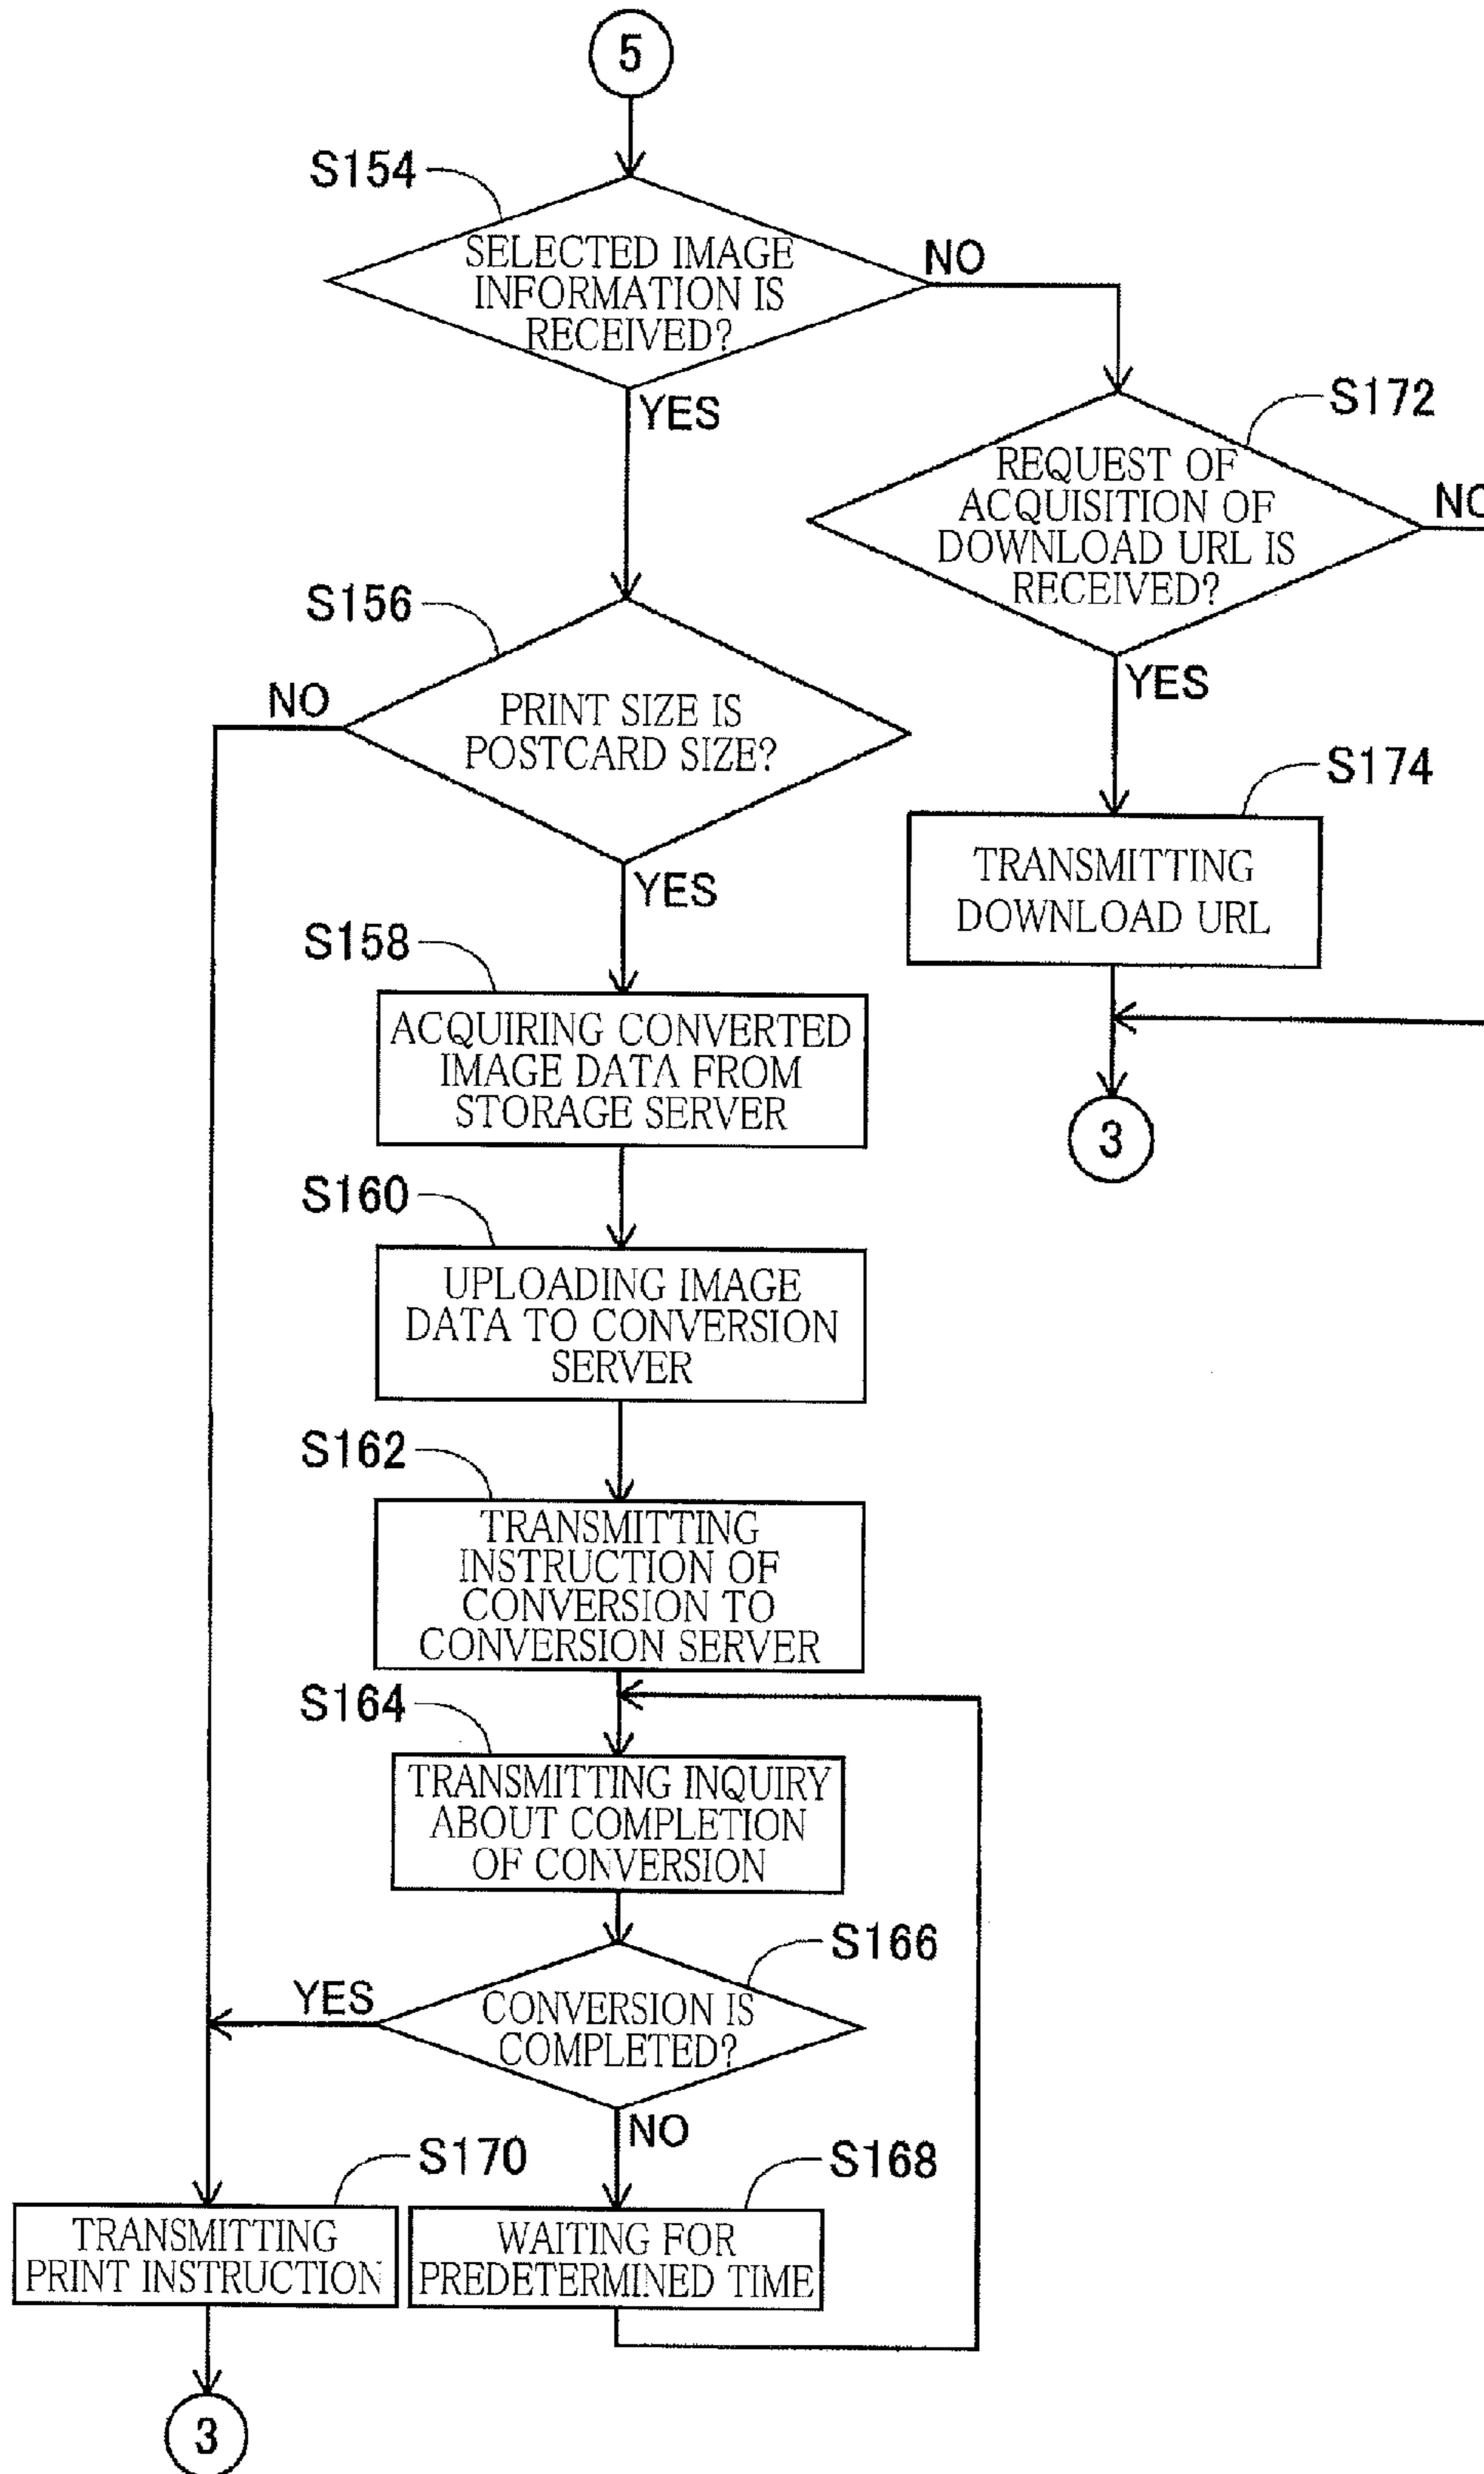 5
S154
SELECTED IMAGE
INFORMATION IS
RECEIVED?
NO
YES
S172
REQUEST OF
ACQUISITION OF
DOWNLOAD URL IS
RECEIVED?
NO
YES
S156
NO
PRINT SIZE IS
POSTCARD SIZE?
YES
S174
TRANSMITTING
DOWNLOAD URL
3
S158
ACQUIRING CONVERTED
IMAGE DATA FROM
STORAGE SERVER
S160
UPLOADING IMAGE
DATA TO CONVERSION
SERVER
S162
TRANSMITTING
INSTRUCTION OF
CONVERSION TO
CONVERSION SERVER
S164
TRANSMITTING INQUIRY
ABOUT COMPLETION
OF CONVERSION
S166
YES
CONVERSION IS
COMPLETED?
NO
S170
TRANSMITTING
PRINT INSTRUCTION
S168
WAITING FOR
PREDETERMINED TIME
3